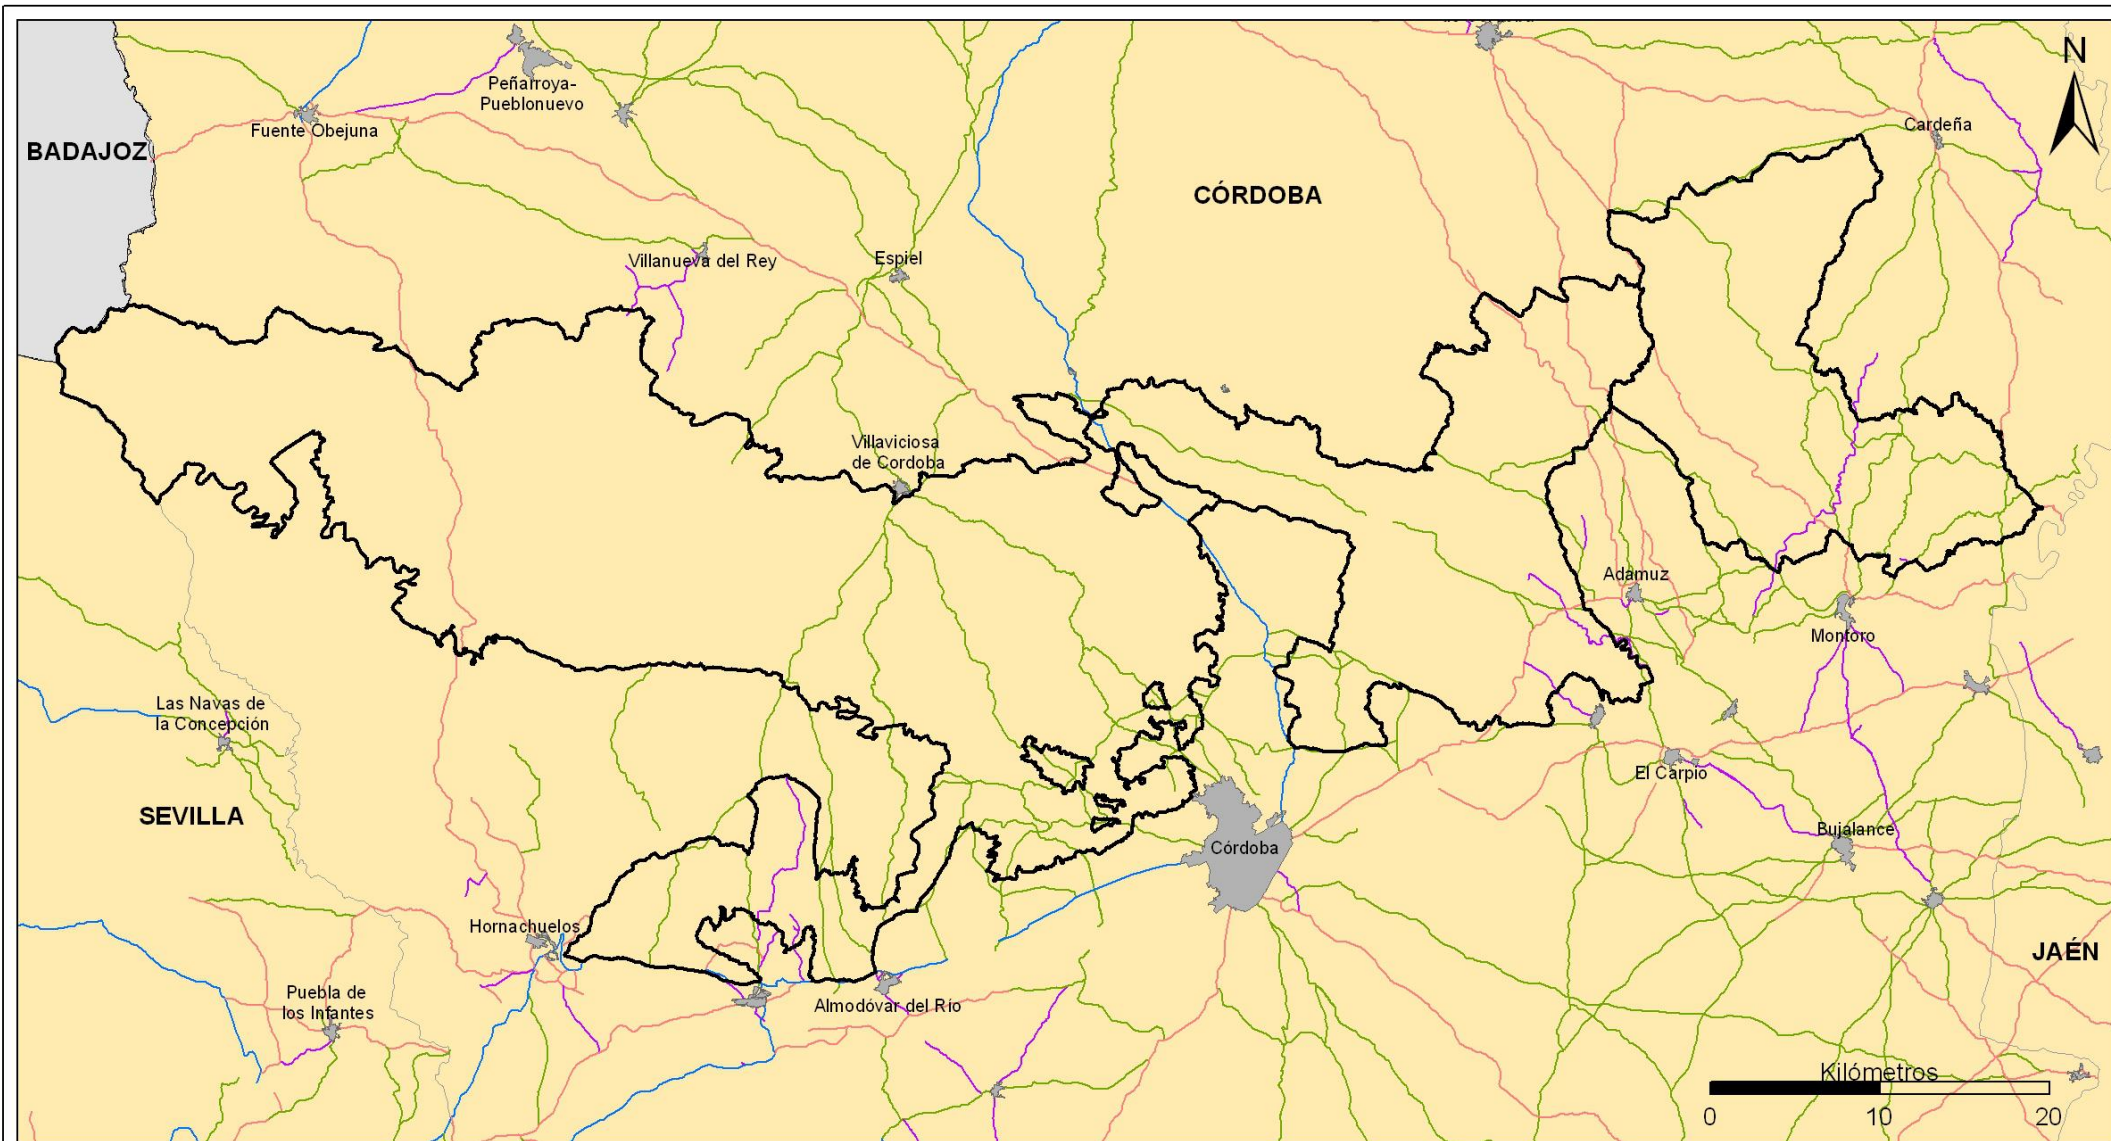 N
Peñarroya-
Pueblonuevo
Fuente Obejuna
Cardeña
BADAJOZ
CÓRDOBA
Villanueva del Rey
Espiel
Villaviciosa
de Cordoba
Adamuz
Montoro
Las Navas de
la Concepción
El Carpio
SEVILLA
Bujalance
Córdoba
Hornachuelos
JAÉN
Puebla de
los Infantes
Almodóvar del Río
Kilómetros
0 10 20